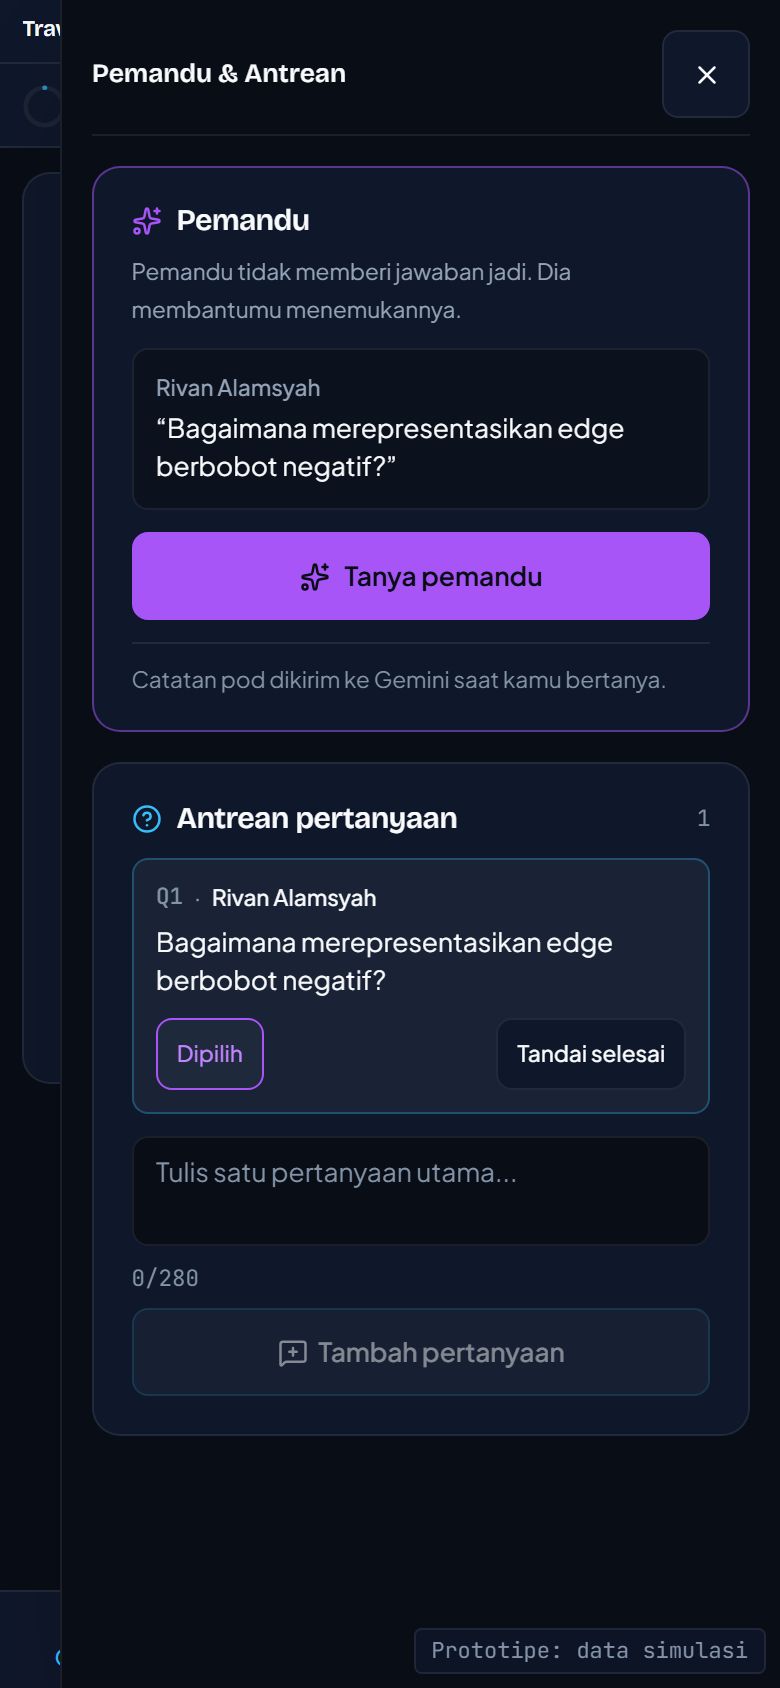 Trav
Pemandu & Antrean
Pemandu
Pemandu tidak memberi jawaban jadi. Dia
membantumu menemukannya.
Rivan Alamsyah
“Bagaimana merepresentasikan edge
berbobot negatif?”
Tanya pemandu
Catatan pod dikirim ke Gemini saat kamu bertanya.
Antrean pertanyaan 1
Q1 · Rivan Alamsyah
Bagaimana merepresentasikan edge
berbobot negatif?
Dipilih Tandai selesai
Tulis satu pertanyaan utama...
0/280
Tambah pertanyaan
Prototipe: data simulasi